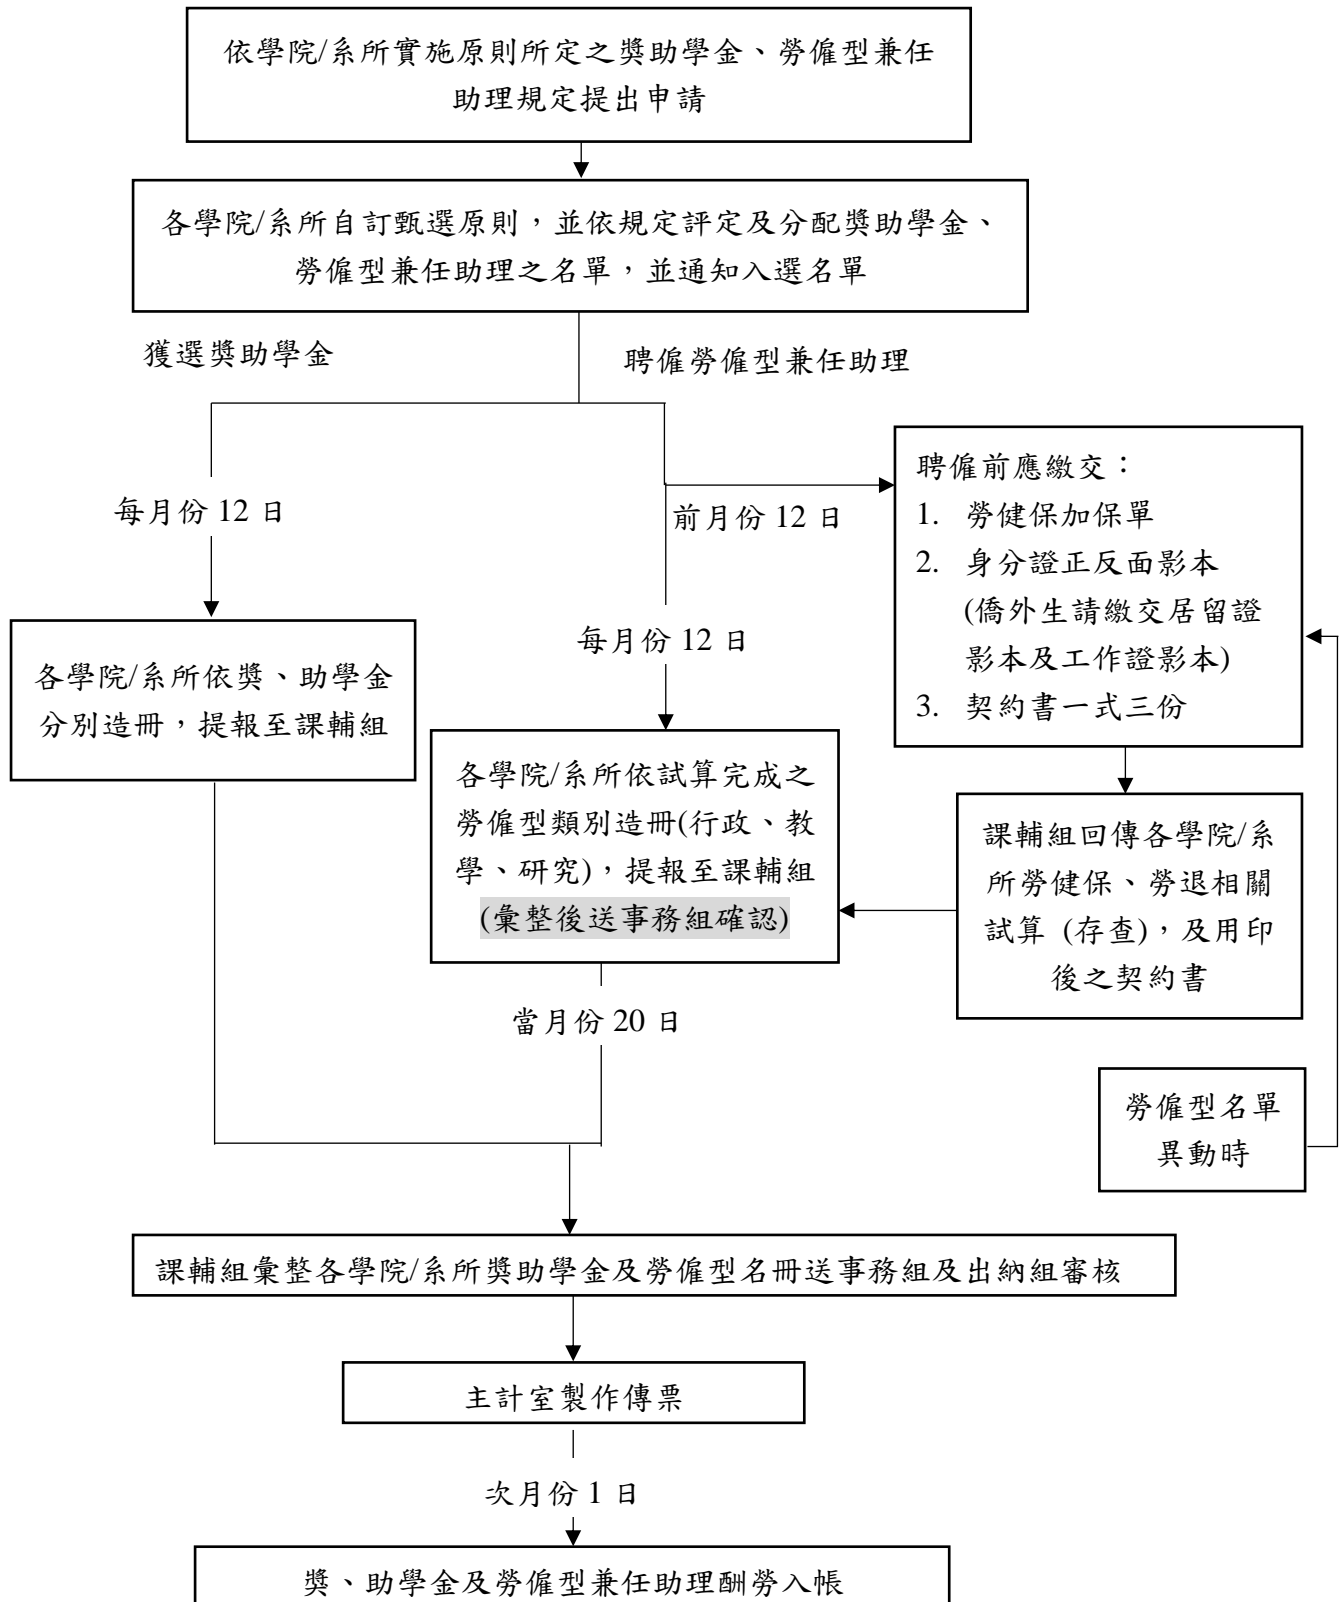 依學院/系所實施原則所定之獎助學金、勞僱型兼任
助理規定提出申請
各學院/系所自訂甄選原則，並依規定評定及分配獎助學金、
勞僱型兼任助理之名單，並通知入選名單
獲選獎助學金
聘僱勞僱型兼任助理
每月份 12 日
前月份 12 日
聘僱前應繳交：
1. 勞健保加保單
2. 身分證正反面影本
(僑外生請繳交居留證
影本及工作證影本)
3. 契約書一式三份
每月份 12 日
各學院/系所依獎、助學金
分別造冊，提報至課輔組
各學院/系所依試算完成之
勞僱型類別造冊(行政、教
學、研究)，提報至課輔組
(彙整後送事務組確認)
課輔組回傳各學院/系
所勞健保、勞退相關
試算 (存查)，及用印
後之契約書
當月份 20 日
勞僱型名單
異動時
課輔組彙整各學院/系所獎助學金及勞僱型名冊送事務組及出納組審核
主計室製作傳票
次月份 1 日
獎、助學金及勞僱型兼任助理酬勞入帳